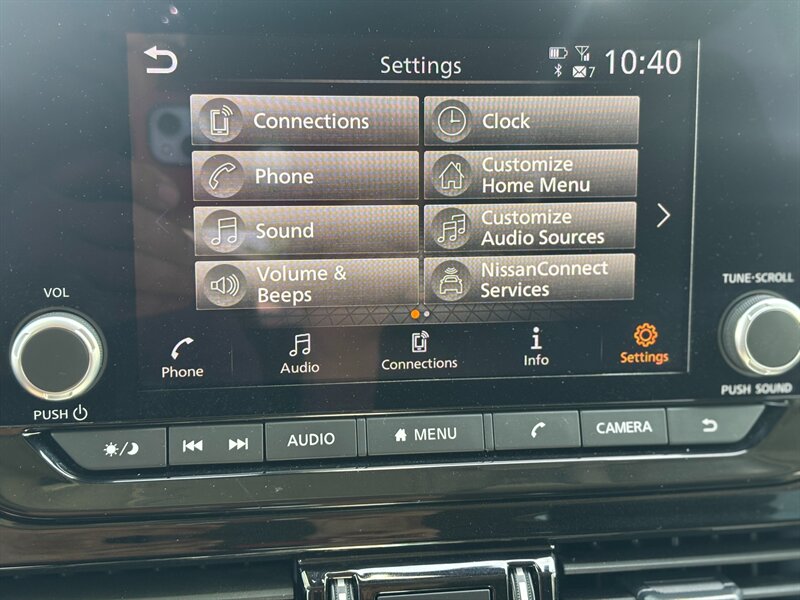 Settings
7
10:40
Connections
Clock
Phone
Customize
Home Menu
Sound
Customize
Audio Sources
Volume &
Beeps
NissanConnect
Services
VOL
TUNE·SCROLL
Phone
Audio
Connections
Info
Settings
PUSH
PUSH SOUND
AUDIO
MENU
CAMERA